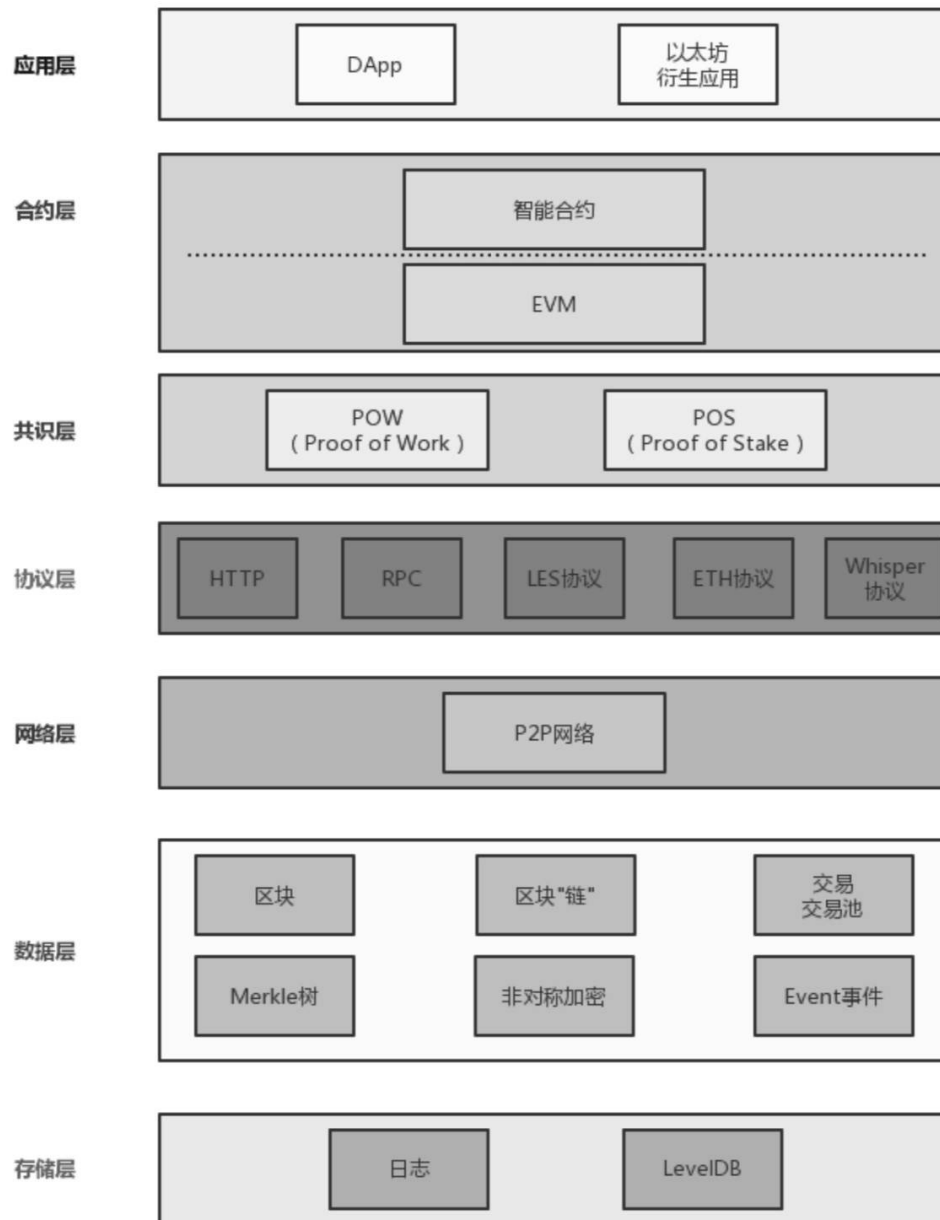 应用层
DApp
以太坊
衍生应用
合约层
智能合约
EVM
共识层
POW
( Proof of Work )
POS
( Proof of Stake )
协议层
HTTP
RPC
LES协议
ETH协议
Whisper
协议
网络层
P2P网络
数据层
区块
区块"链"
交易
交易池
Merkle树
非对称加密
Event事件
存储层
日志
LevelDB